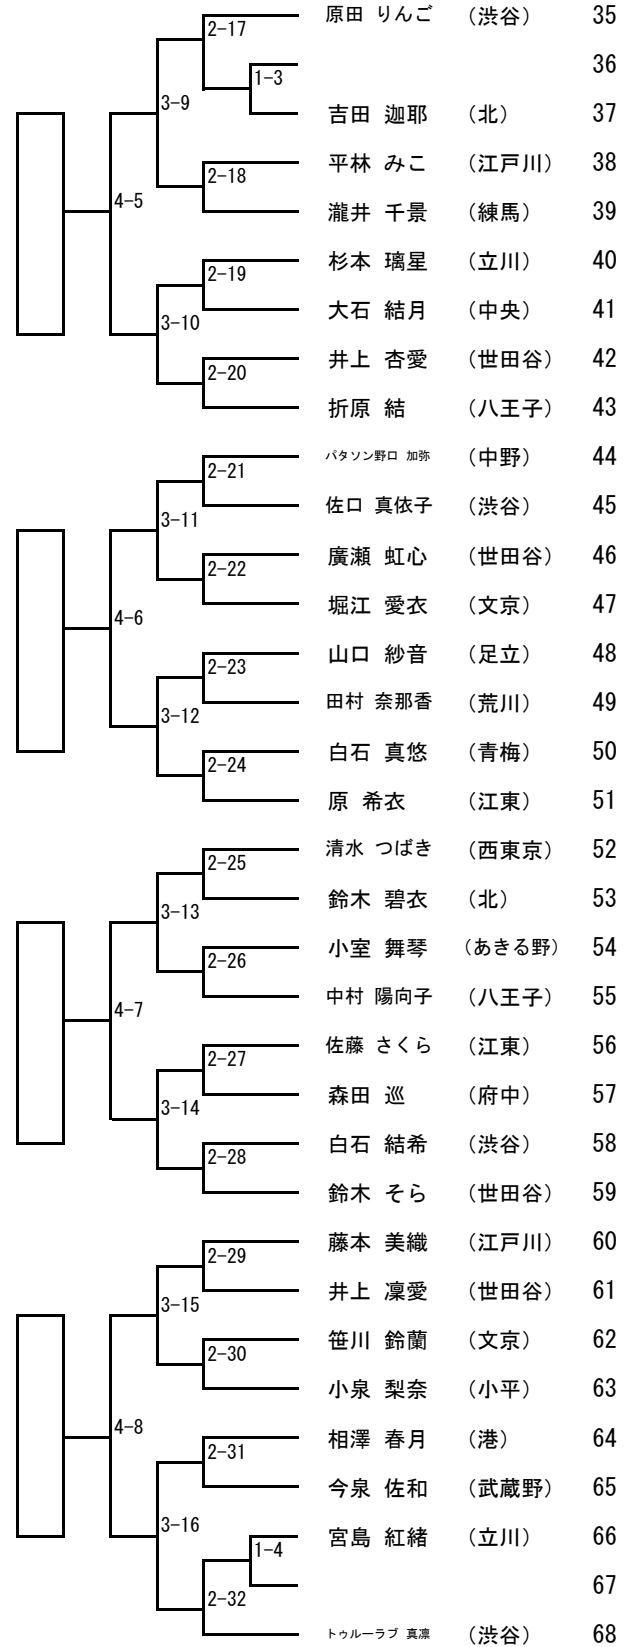 原田 りんご （渋谷） 35
2-17
36
1-3
3-9
吉田 迦耶 （北） 37
平林 みこ （江戸川） 38
2-18
4-5
瀧井 千景 （練馬） 39
杉本 璃星 （立川） 40
2-19
大石 結月 （中央） 41
3-10
井上 杏愛 （世田谷） 42
2-20
折原 結 （八王子） 43
パタソン野口 加弥 （中野） 44
2-21
佐口 真依子 （渋谷） 45
3-11
廣瀬 虹心 （世田谷） 46
2-22
堀江 愛衣 （文京） 47
4-6
山口 紗音 （足立） 48
2-23
田村 奈那香 （荒川） 49
3-12
白石 真悠 （青梅） 50
2-24
原 希衣 （江東） 51
清水 つばき （西東京） 52
2-25
鈴木 碧衣 （北） 53
3-13
小室 舞琴 （あきる野） 54
2-26
中村 陽向子 （八王子） 55
4-7
佐藤 さくら （江東） 56
2-27
森田 巡 （府中） 57
3-14
白石 結希 （渋谷） 58
2-28
鈴木 そら （世田谷） 59
藤本 美織 （江戸川） 60
2-29
井上 凜愛 （世田谷） 61
3-15
笹川 鈴蘭 （文京） 62
2-30
小泉 梨奈 （小平） 63
4-8
相澤 春月 （港） 64
2-31
今泉 佐和 （武蔵野） 65
3-16
宮島 紅緒 （立川） 66
1-4
67
2-32
トゥルーラブ 真凛 （渋谷） 68